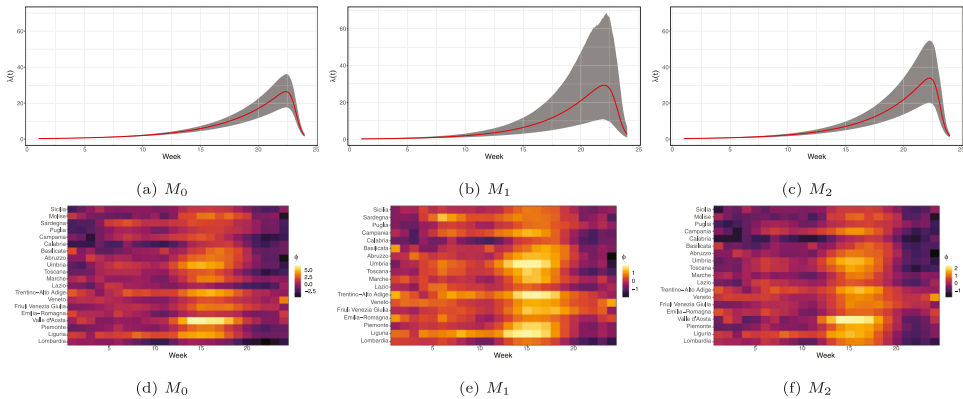 60
40
20
0
λ(t)
0
5
10
15
20
25
Week
(a) M0
60
40
20
0
λ(t)
0
5
10
15
20
25
Week
(b) M1
60
40
20
0
λ(t)
0
5
10
15
20
25
Week
(c) M2
Sicilia
Molise
Sardegna
Puglia
Campania
Calabria
Basilicata
Abruzzo
Umbria
Toscana
Marche
Lazio
Trentino−Alto Adige
Veneto
Friuli Venezia Giulia
Emilia−Romagna
Valle d'Aosta
Piemonte
Liguria
Lombardia
5
10
15
20
Week
ϕ
5.0
2.5
0.0
−2.5
(d) M0
Sicilia
Sardegna
Puglia
Campania
Calabria
Basilicata
Abruzzo
Umbria
Toscana
Marche
Lazio
Trentino−Alto Adige
Veneto
Friuli Venezia Giulia
Emilia−Romagna
Piemonte
Liguria
Lombardia
5
10
15
20
Week
ϕ
1
0
−1
(e) M1
Sicilia
Molise
Sardegna
Puglia
Campania
Calabria
Basilicata
Abruzzo
Umbria
Toscana
Marche
Lazio
Trentino−Alto Adige
Veneto
Friuli Venezia Giulia
Emilia−Romagna
Valle d'Aosta
Piemonte
Liguria
Lombardia
5
10
15
20
Week
ϕ
2
1
0
−1
(f) M2